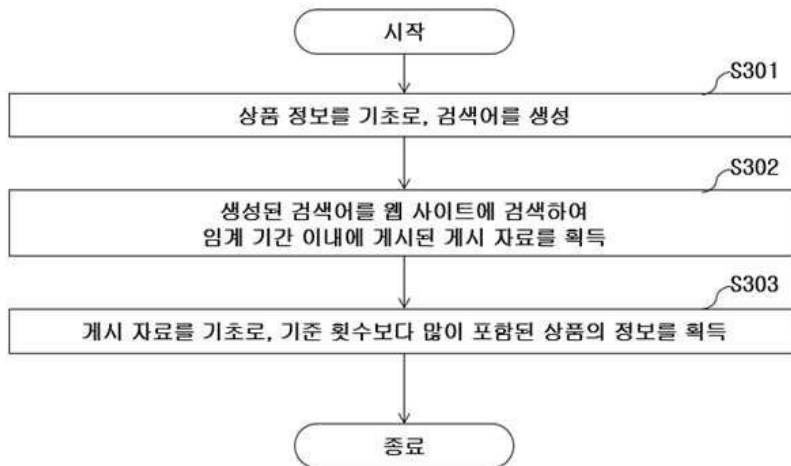 시작
S301
상품 정보를 기초로, 검색어를 생성
S302
생성된 검색어를 웹 사이트에 검색하여
임계 기간 이내에 게시된 게시 자료를 획득
S303
게시 자료를 기초로, 기준 횟수보다 많이 포함된 상품의 정보를 획득
종료